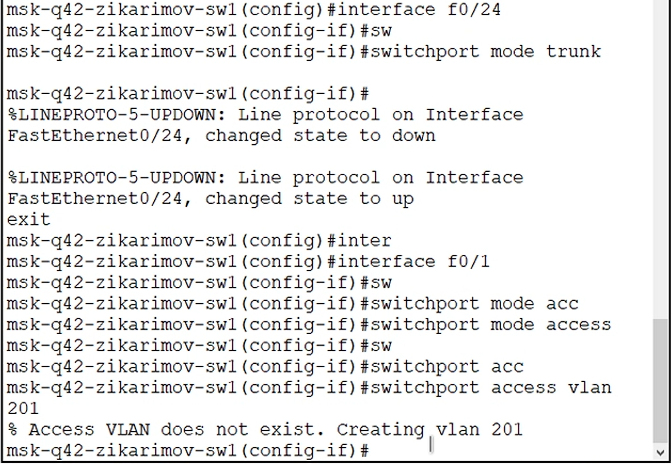 msk-q42-zikarimov-sw1(config)#interface f0/24
msk-q42-zikarimov-sw1(config-if)#sw
msk-q42-zikarimov-sw1(config-if)#switchport mode trunk
msk-q42-zikarimov-sw1(config-if)#
%LINEPROTO-5-UPDOWN: Line protocol on Interface
FastEthernet0/24, changed state to down
%LINEPROTO-5-UPDOWN: Line protocol on Interface
FastEthernet0/24, changed state to up
exit
msk-q42-zikarimov-sw1(config)#inter
msk-q42-zikarimov-sw1(config)#interface f0/1
msk-q42-zikarimov-sw1(config-if)#sw
msk-q42-zikarimov-sw1(config-if)#switchport mode acc
msk-q42-zikarimov-sw1(config-if)#switchport mode access
msk-q42-zikarimov-sw1(config-if)#sw
msk-q42-zikarimov-sw1(config-if)#switchport acc
msk-q42-zikarimov-sw1(config-if)#switchport access vlan
201
% Access VLAN does not exist. Creating vlan 201
msk-q42-zikarimov-sw1(config-if)#